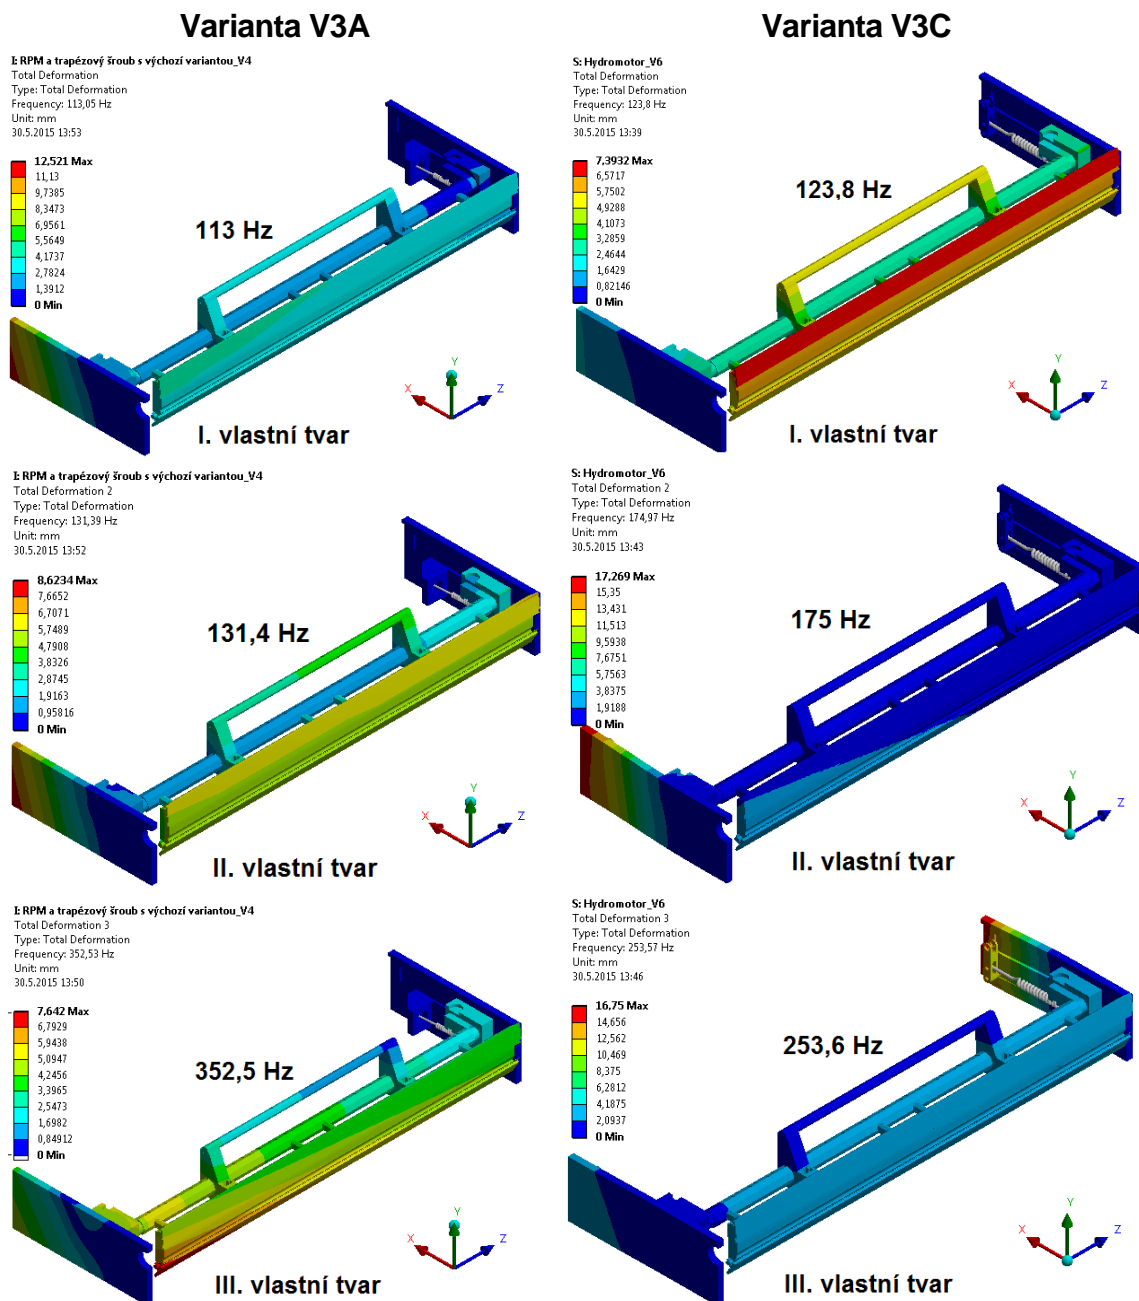 Varianta V3A
I: RPM a trapézový šroub s výchozí variantou_V4
Total Deformation
Type: Total Deformation
Frequency: 113,05 Hz
Unit: mm
30.5.2015 13:53
12,521 Max
11,13
9,7385
8,3473
6,9561
5,5649
4,1737
2,7824
1,3912
0 Min
113 Hz
X
Y
Z
I. vlastní tvar
Varianta V3C
S: Hydromotor_V6
Total Deformation
Type: Total Deformation
Frequency: 123,8 Hz
Unit: mm
30.5.2015 13:39
7,3932 Max
6,5717
5,7502
4,9288
4,1073
3,2859
2,4644
1,6429
0,82146
0 Min
123,8 Hz
X
Y
Z
I. vlastní tvar
I: RPM a trapézový šroub s výchozí variantou_V4
Total Deformation 2
Type: Total Deformation
Frequency: 131,39 Hz
Unit: mm
30.5.2015 13:52
8,6234 Max
7,6652
6,7071
5,7489
4,7908
3,8326
2,8745
1,9163
0,95816
0 Min
131,4 Hz
X
Y
Z
II. vlastní tvar
S: Hydromotor_V6
Total Deformation 2
Type: Total Deformation
Frequency: 174,97 Hz
Unit: mm
30.5.2015 13:43
17,269 Max
15,35
13,431
11,513
9,5938
7,6751
5,7563
3,8375
1,9188
0 Min
175 Hz
X
Y
Z
II. vlastní tvar
I: RPM a trapézový šroub s výchozí variantou_V4
Total Deformation 3
Type: Total Deformation
Frequency: 352,53 Hz
Unit: mm
30.5.2015 13:50
7,642 Max
6,7929
5,9438
5,0947
4,2456
3,3965
2,5473
1,6982
0,84912
0 Min
352,5 Hz
X
Y
Z
III. vlastní tvar
S: Hydromotor_V6
Total Deformation 3
Type: Total Deformation
Frequency: 253,57 Hz
Unit: mm
30.5.2015 13:46
16,75 Max
14,656
12,562
10,469
8,375
6,2812
4,1875
2,0937
0 Min
253,6 Hz
X
Y
Z
III. vlastní tvar